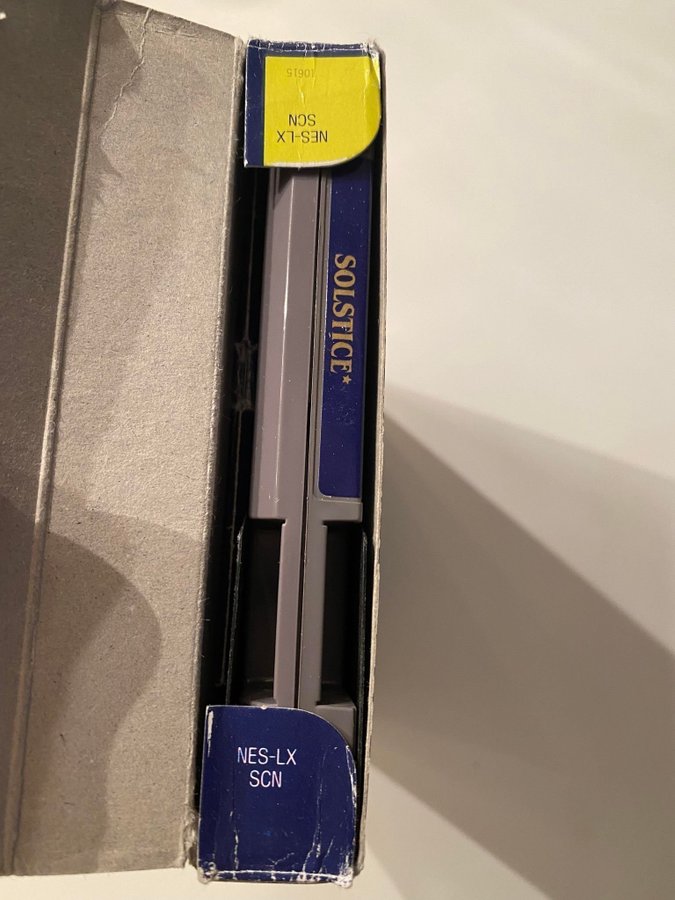 10615
NES-LX
SCN
SOLSTICE★
NES-LX
SCN